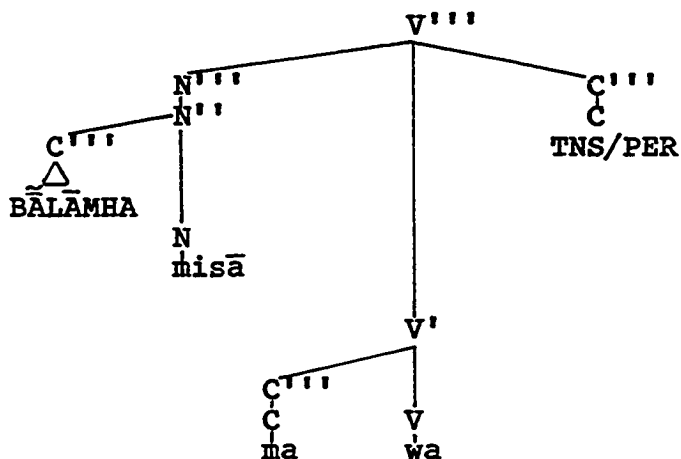 V'''
N''' C'''
N'' C
C''' TNS/PER
B̰̄ĀLĀMHA
N
misā
V'
C'''
C V
ma wa